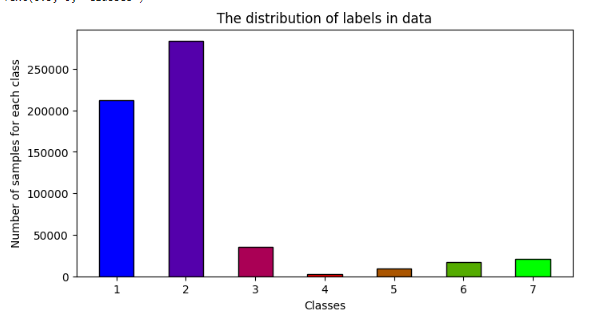 The distribution of labels in data
Number of samples for each class
250000
200000
150000
100000
50000
0
1 2 3 4 5 6 7
Classes